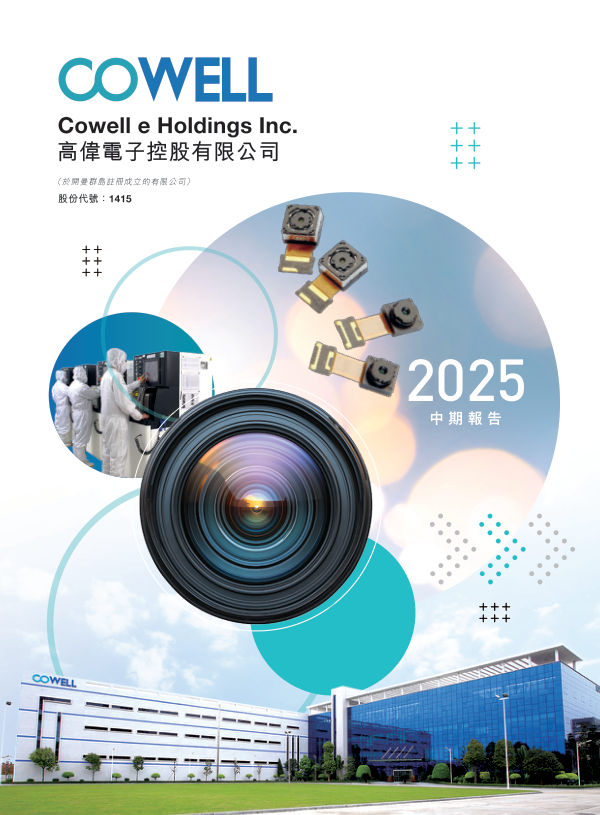 COWELL
Cowell e Holdings Inc.
高偉電子控股有限公司
（於開曼群島註冊成立的有限公司）
股份代號：1415
2025
中期報告
COWELL